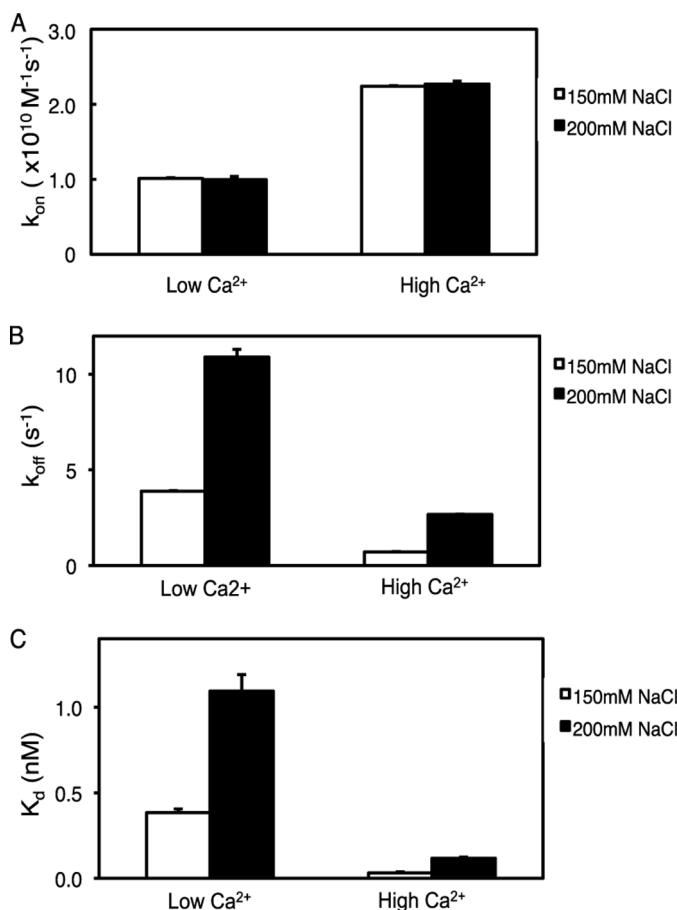 A
3.0
2.0
1.0
0
kon ( x10¹⁰ M⁻¹s⁻¹)
Low Ca²⁺
High Ca²⁺
150mM NaCl
200mM NaCl
B
10
5
0
koff (s⁻¹)
Low Ca2+
High Ca²⁺
150mM NaCl
200mM NaCl
C
1.0
0.5
0.0
Kd (nM)
Low Ca²⁺
High Ca²⁺
150mM NaCl
200mM NaCl